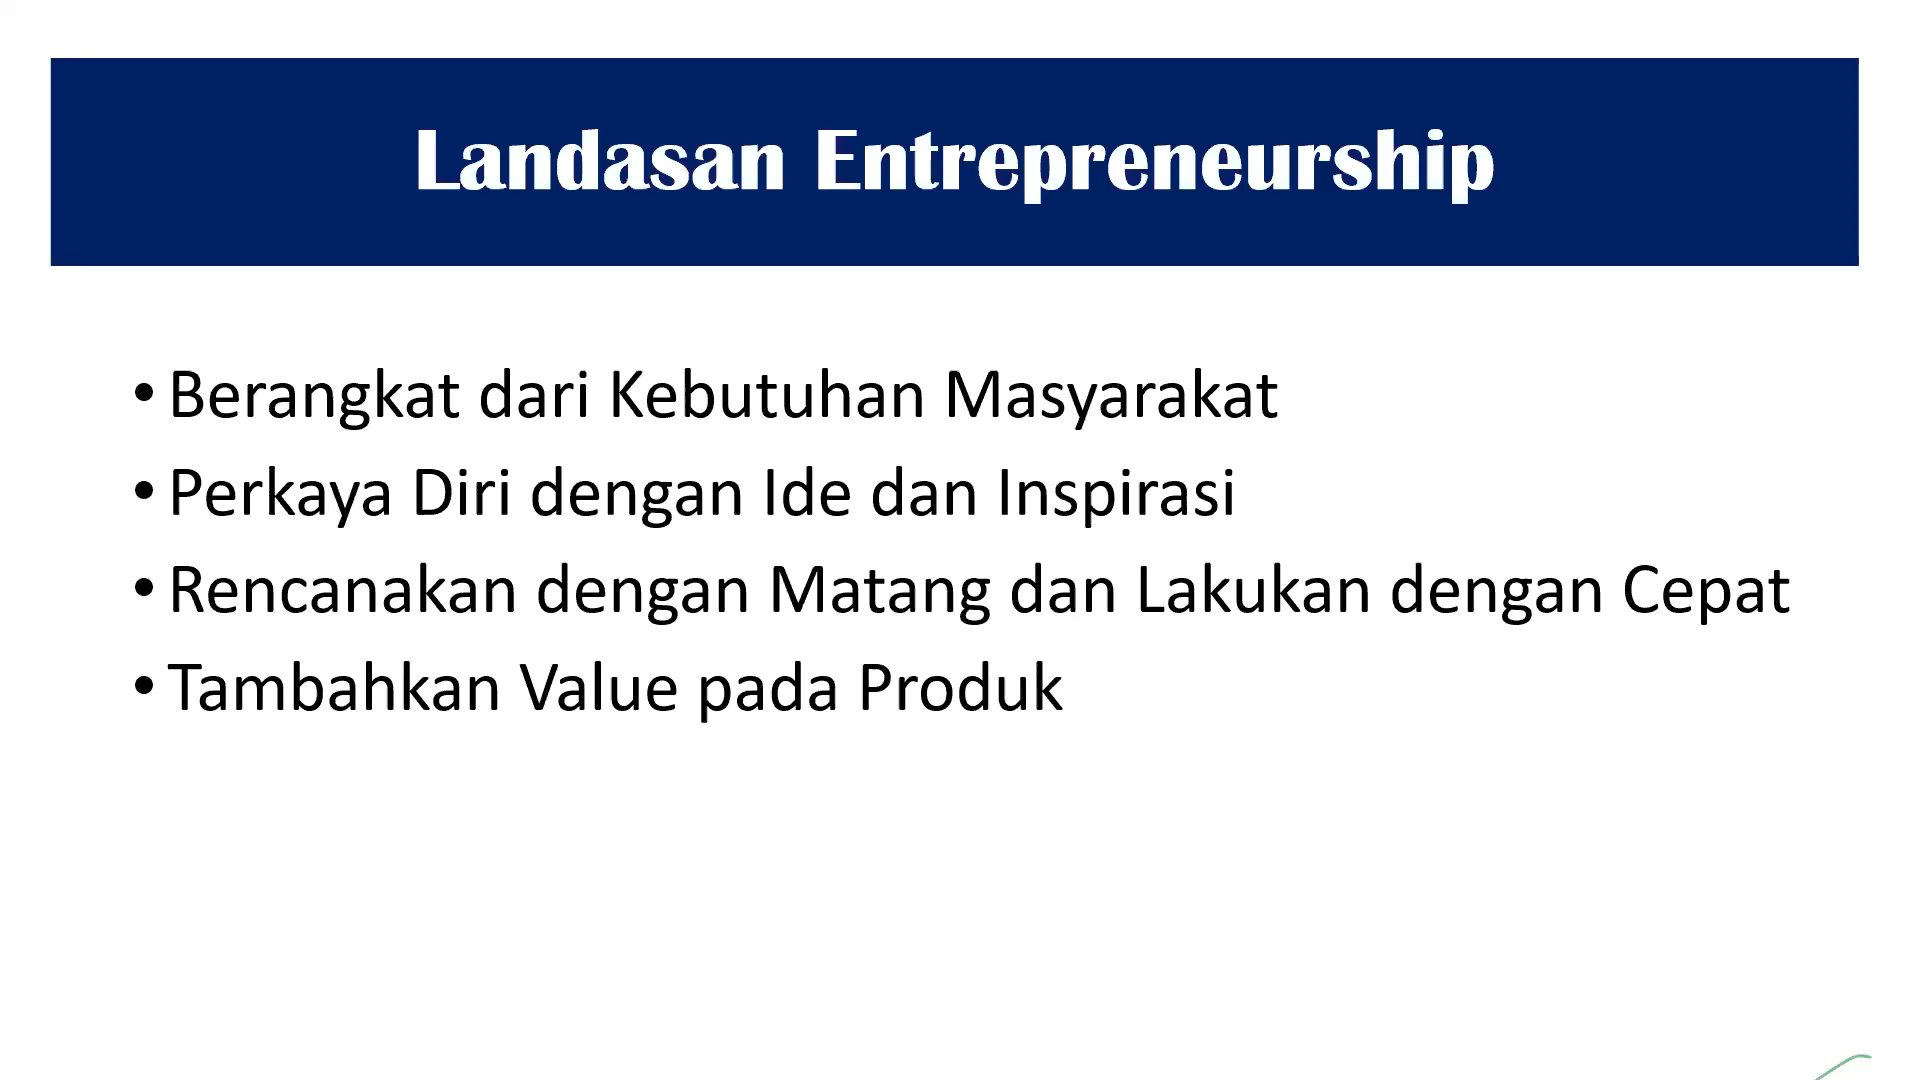 Landasan Entrepreneurship
• Berangkat dari Kebutuhan Masyarakat
• Perkaya Diri dengan Ide dan Inspirasi
• Rencanakan dengan Matang dan Lakukan dengan Cepat
• Tambahkan Value pada Produk